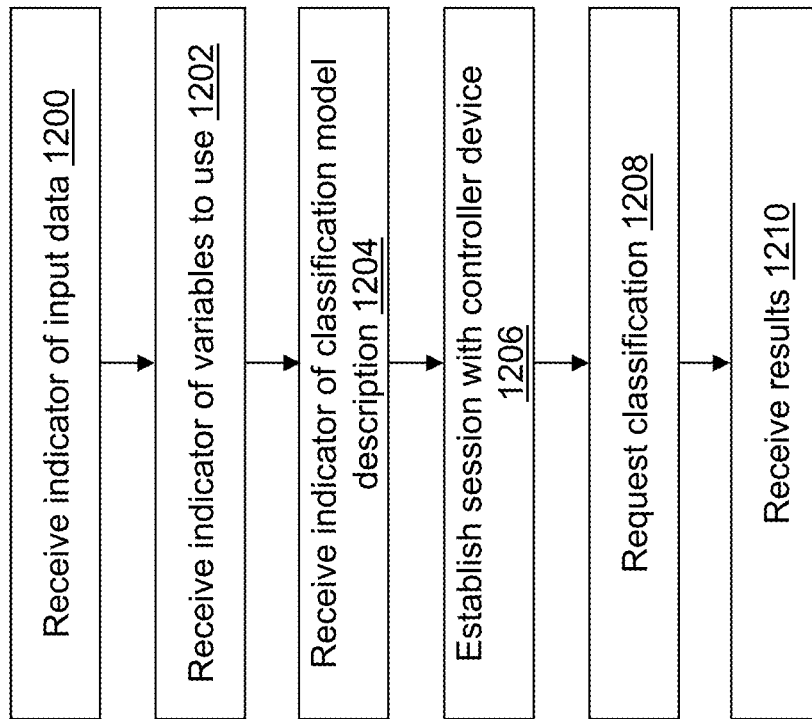 Receive indicator of input data 1200
Receive indicator of variables to use 1202
Receive indicator of classification model
description 1204
Establish session with controller device
1206
Request classification 1208
Receive results 1210